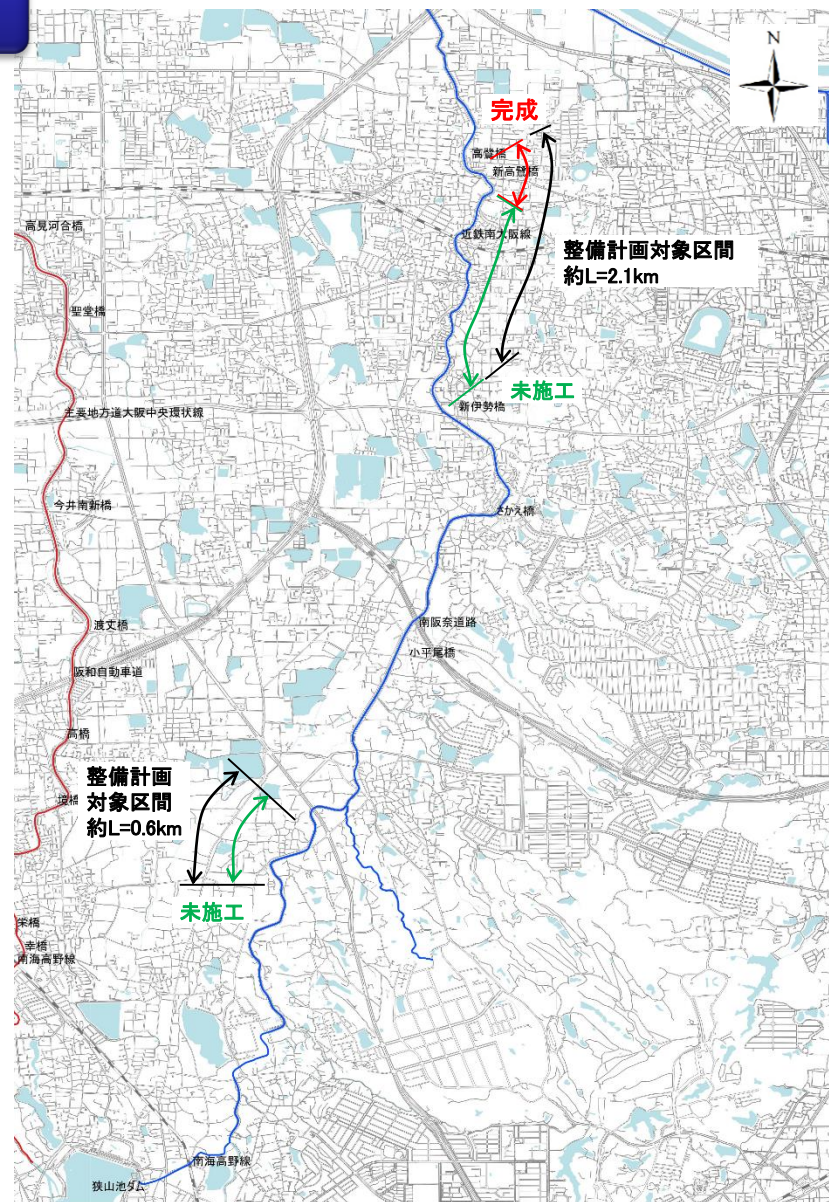 N
完成
高鷲橋
新高鷲橋
高見河合橋
近鉄南大阪線
整備計画対象区間
約L=2.1km
聖堂橋
未施工
新伊勢橋
主要地方道大阪中央環状線
今井南新橋
さかえ橋
南阪奈道路
渡丈橋
小平尾橋
阪和自動車道
高橋
整備計画
対象区間
約L=0.6km
境橋
未施工
栄橋
幸橋
南海高野線
南海高野線
狭山池ダム